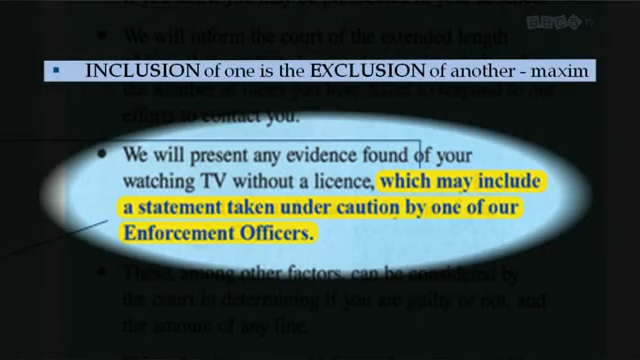 We will inform the court of the extended length
▪ INCLUSION of one is the EXCLUSION of another - maxim
efforts to contact you.
• We will present any evidence found of your
watching TV without a licence, which may include
a statement taken under caution by one of our
Enforcement Officers.
• These, among other factors, can be considered by
the court in determining if you are guilty or not, and
the amount of any fine.